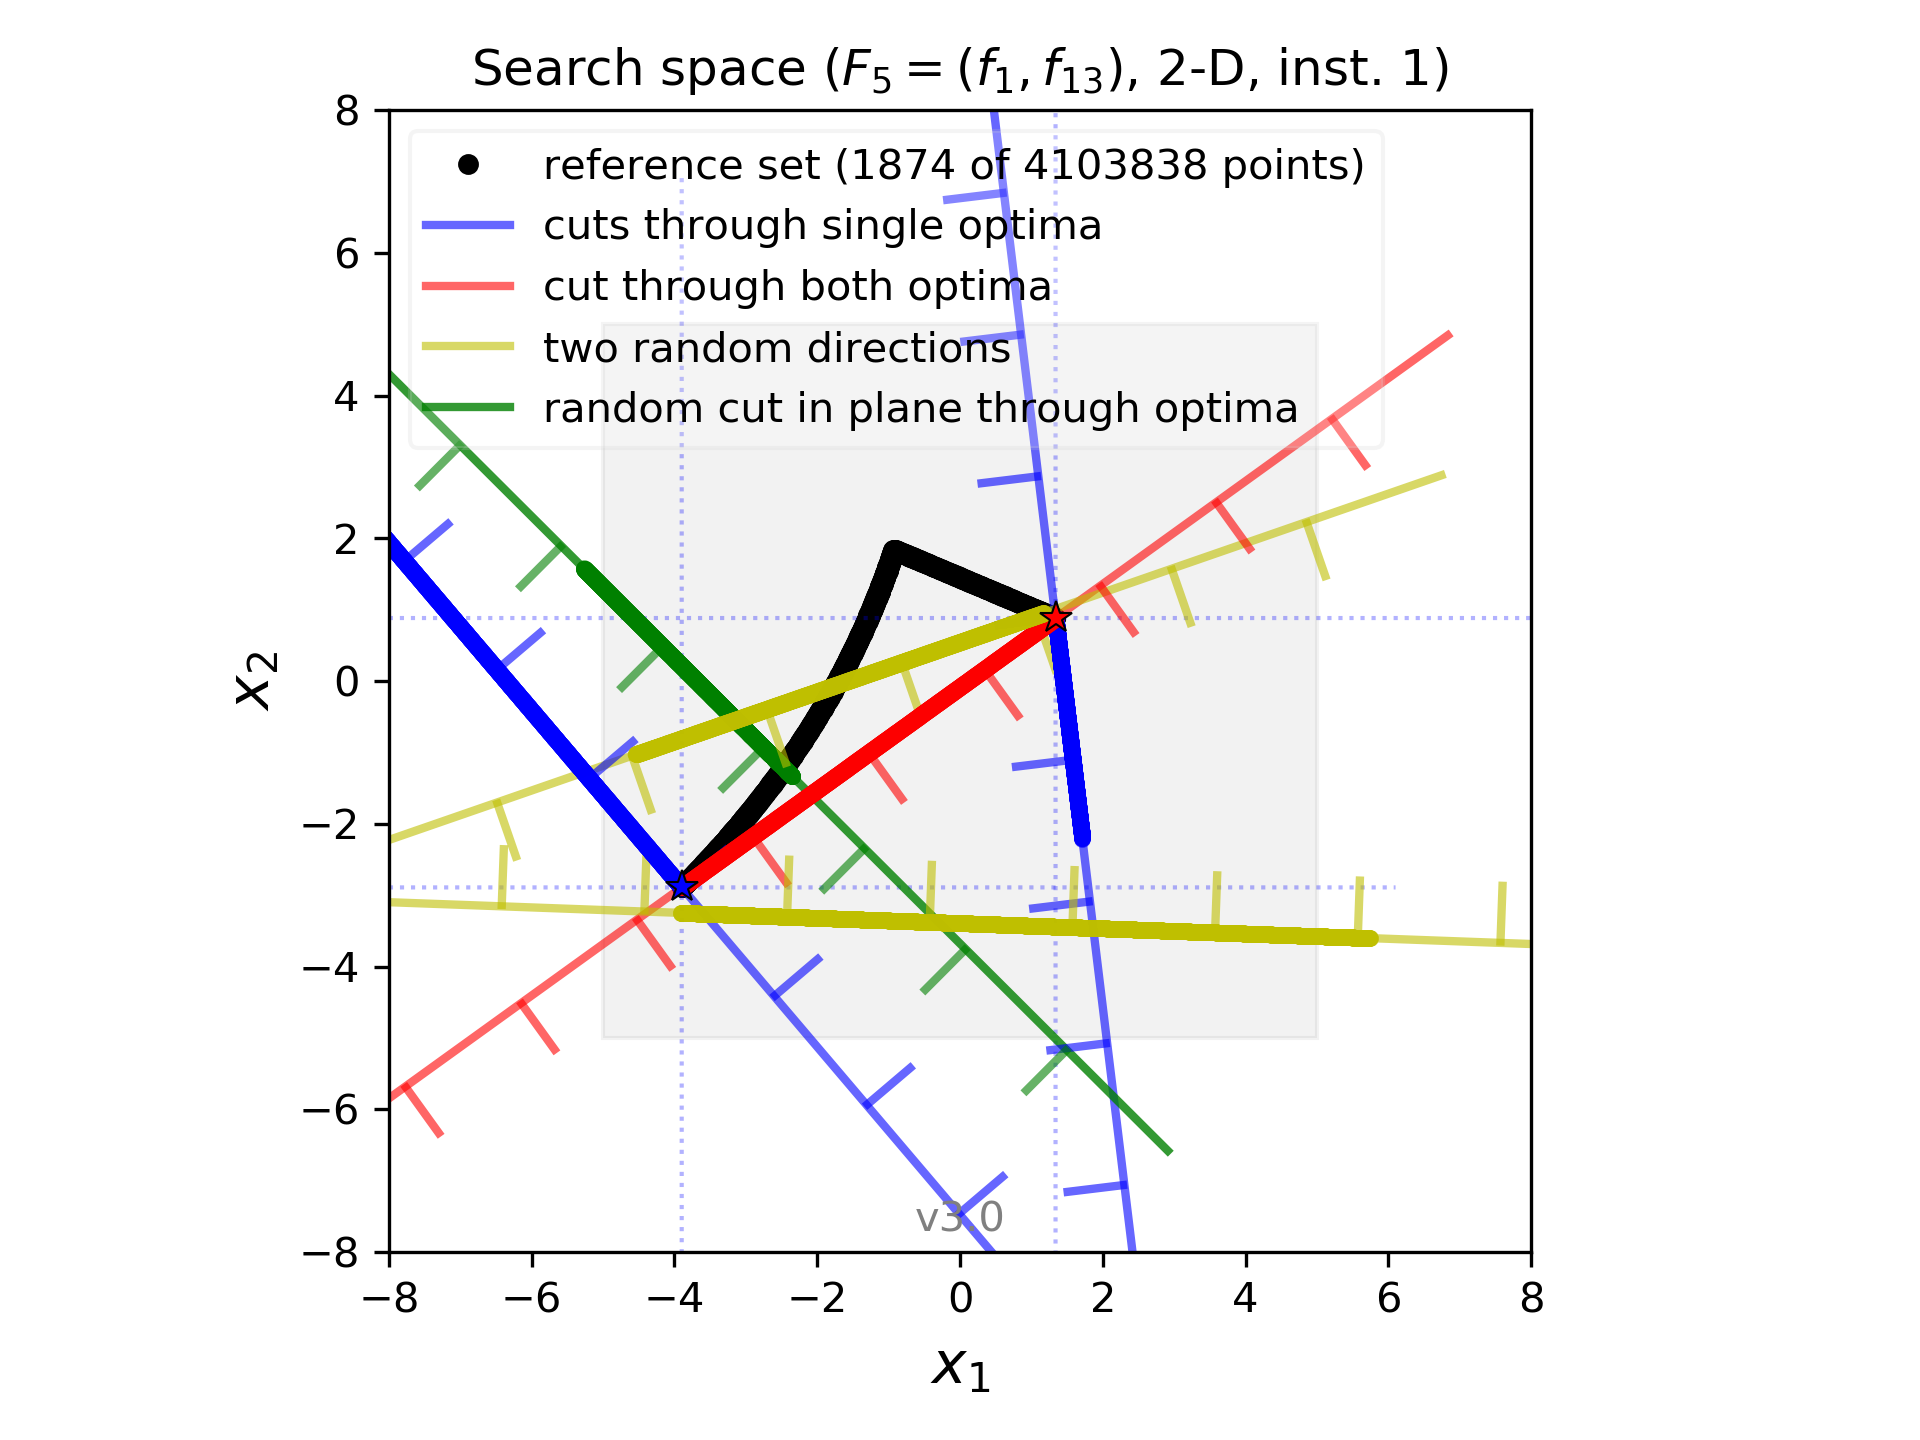 Search space (F₅ = (f₁, f₁₃), 2-D, inst. 1)
8
reference set (1874 of 4103838 points)
cuts through single optima
6
cut through both optima
two random directions
4
random cut in plane through optima
2
0
x₂
−2
−4
−6
v3.0
−8
−8 −6 −4 −2 0 2 4 6 8
x₁